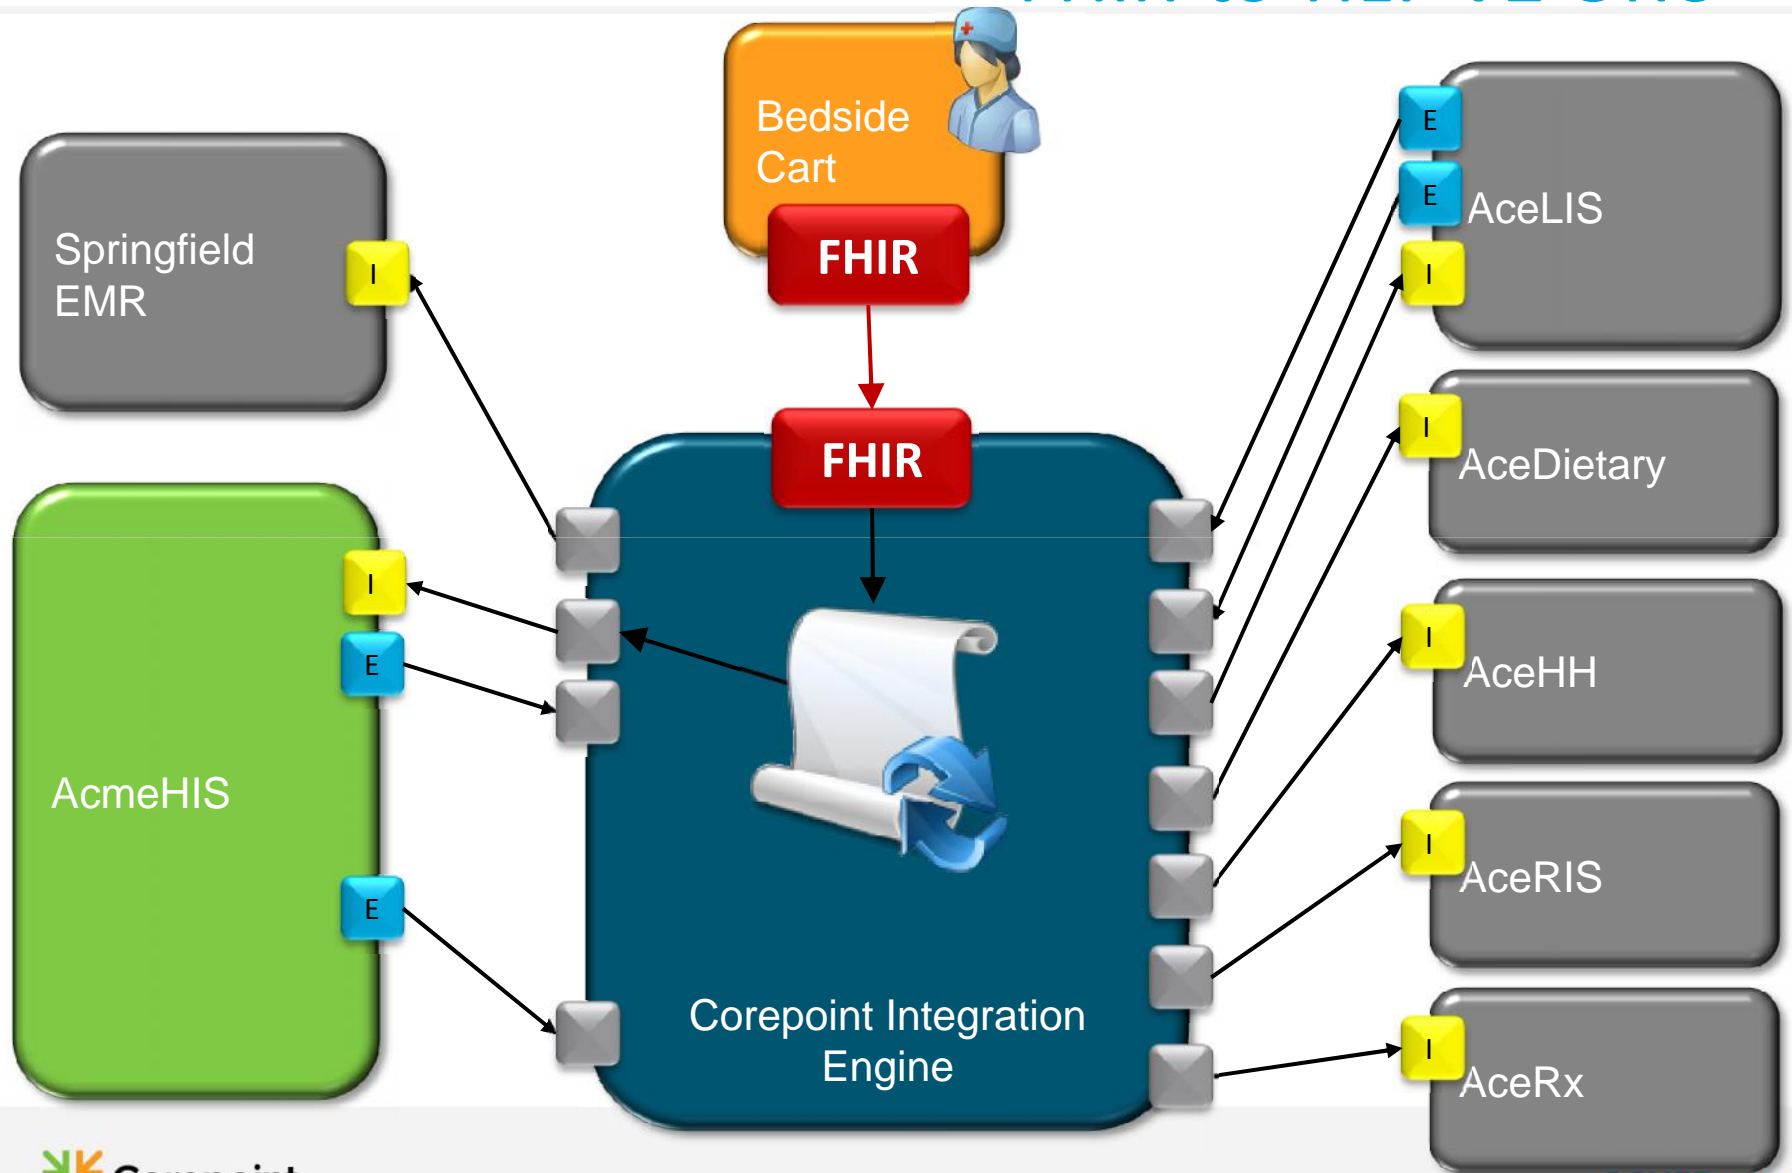 Bedside
Cart
FHIR
Springfield
EMR
I
E
E
I
AceLIS
FHIR
I
AceDietary
I
E
E
AcmeHIS
I
AceHH
I
AceRIS
Corepoint Integration
Engine
I
AceRx